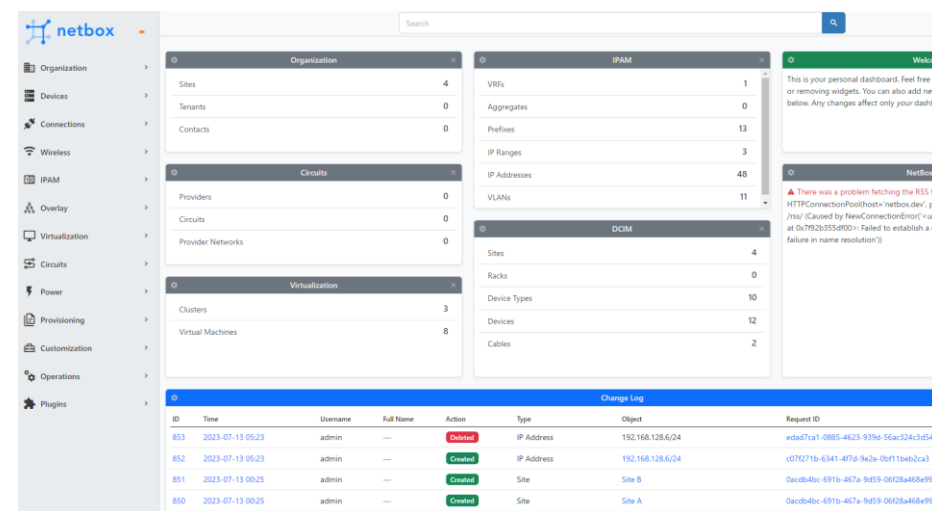 netbox
Search
Organization
Devices
Connections
Wireless
IPAM
Overlay
Virtualization
Circuits
Power
Provisioning
Customization
Operations
Plugins
Organization
Sites 4
Tenants 0
Contacts 0
Circuits
Providers 0
Circuits 0
Provider Networks 0
Virtualization
Clusters 3
Virtual Machines 8
IPAM
VRFs 1
Aggregates 0
Prefixes 13
IP Ranges 3
IP Addresses 48
VLANs 11
DCIM
Sites 4
Racks 0
Device Types 10
Devices 12
Cables 2
Welc
This is your personal dashboard. Feel free
or removing widgets. You can also add ne
below. Any changes affect only your dash
NetBox
There was a problem fetching the RSS f
HTTPConnectionPool(host='netbox.dev', p
/rss/ (Caused by NewConnectionError('<u
at 0x7f92b355df00>: Failed to establish a
failure in name resolution'))
Change Log
ID Time Username Full Name Action Type Object Request ID
853 2023-07-13 05:23 admin — Deleted IP Address 192.168.128.6/24 edad7ca1-0885-4623-939d-56ac324c3d54
852 2023-07-13 05:23 admin — Created IP Address 192.168.128.6/24 c07f271b-6341-4f7d-9e2e-0bf11beb2ca3
851 2023-07-13 00:25 admin — Created Site Site B 0acdb4bc-691b-467a-9d59-06f28a468e99
850 2023-07-13 00:25 admin — Created Site Site A 0acdb4bc-691b-467a-9d59-06f28a468e99